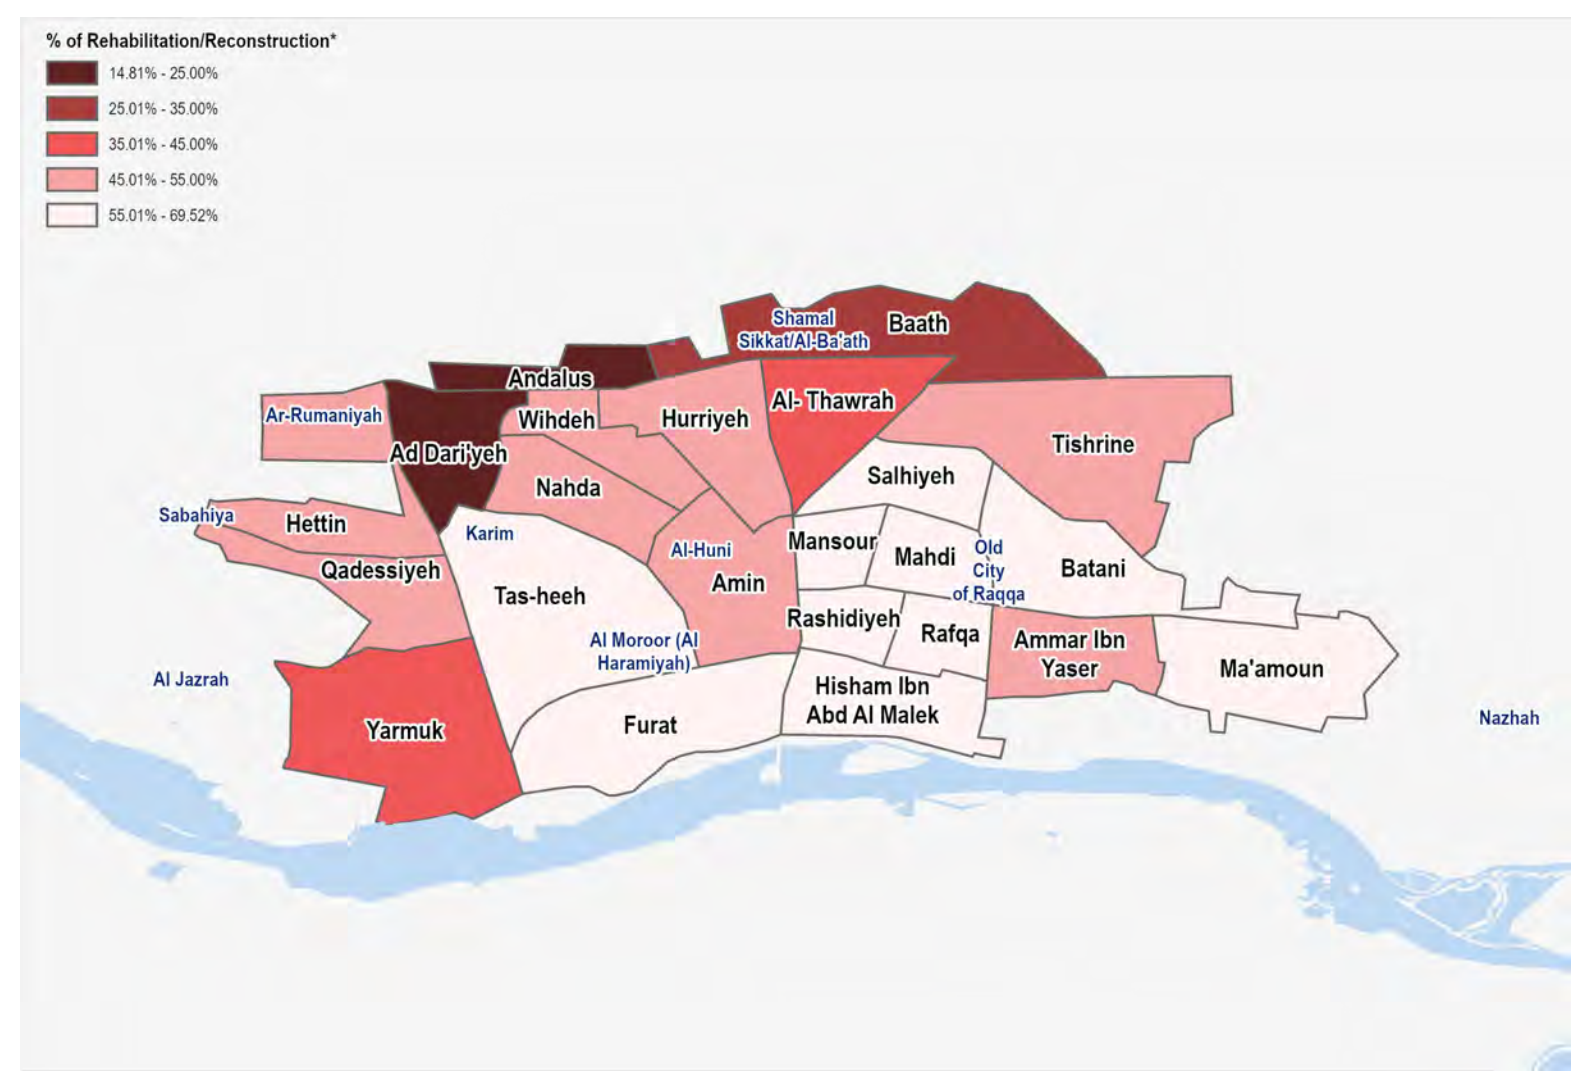 % of Rehabilitation/Reconstruction*
14.81% - 25.00%
25.01% - 35.00%
35.01% - 45.00%
45.01% - 55.00%
55.01% - 69.52%
Shamal
Sikkat/Al-Ba'ath
Baath
Andalus
Ar-Rumaniyah
Wihdeh
Hurriyeh
Al- Thawrah
Ad Dari'yeh
Tishrine
Nahda
Salhiyeh
Sabahiya
Hettin
Karim
Al-Huni
Mansour
Mahdi
Old
City
of Raqqa
Batani
Qadessiyeh
Tas-heeh
Amin
Rashidiyeh
Rafqa
Ammar Ibn
Yaser
Al Moroor (Al
Haramiyah)
Ma'amoun
Al Jazrah
Hisham Ibn
Abd Al Malek
Yarmuk
Furat
Nazhah